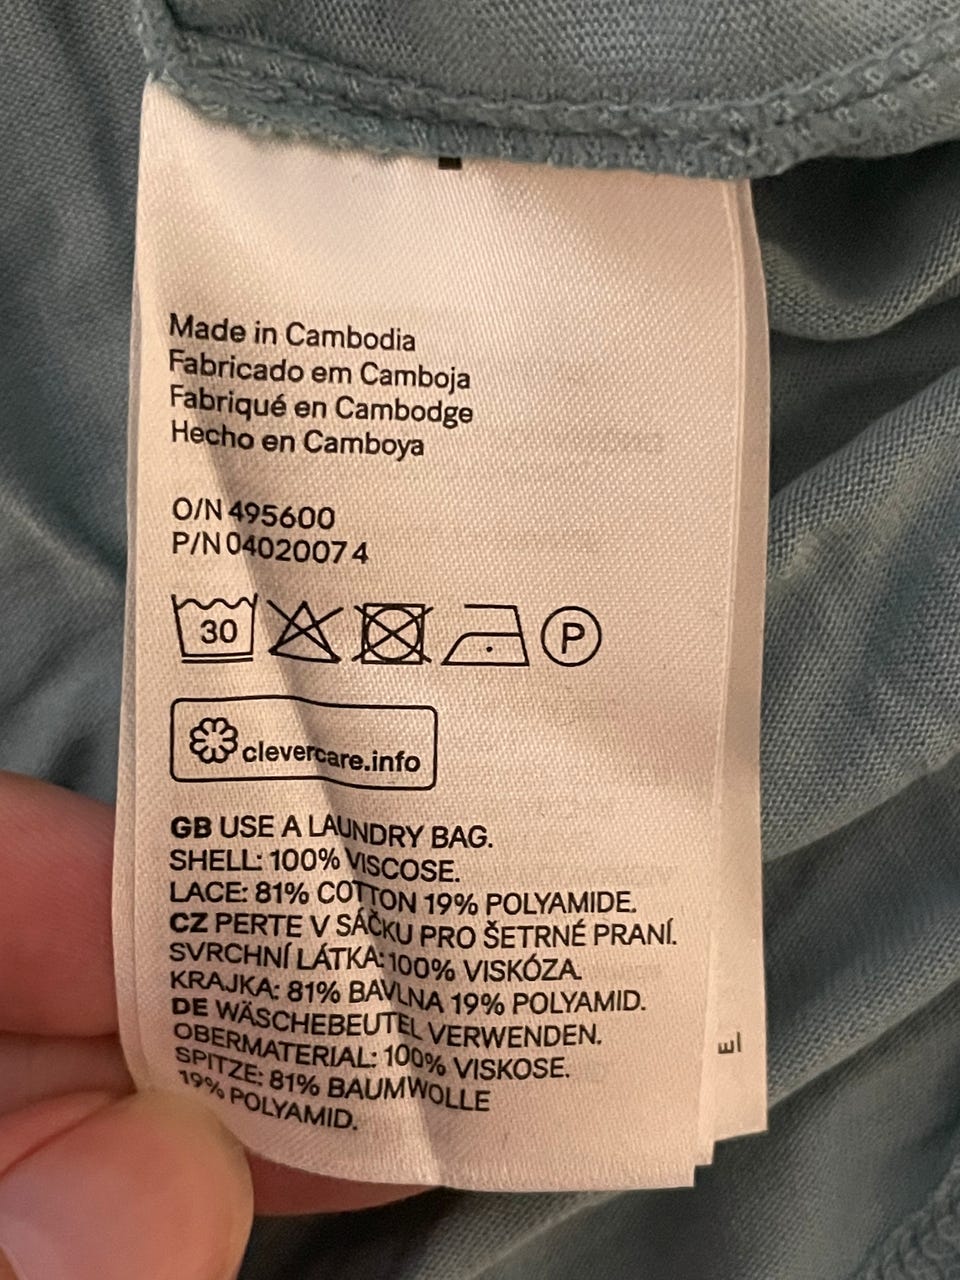 Made in Cambodia
Fabricado em Camboja
Fabriqué en Cambodge
Hecho en Camboya
O/N 495600
P/N 0402007 4
30 P
clevercare.info
GB USE A LAUNDRY BAG.
SHELL: 100% VISCOSE.
LACE: 81% COTTON 19% POLYAMIDE.
CZ PERTE V SÁČKU PRO ŠETRNÉ PRANÍ.
SVRCHNÍ LÁTKA: 100% VISKÓZA.
KRAJKA: 81% BAVLNA 19% POLYAMID.
DE WÄSCHEBEUTEL VERWENDEN.
OBERMATERIAL: 100% VISKOSE.
SPITZE: 81% BAUMWOLLE
19% POLYAMID.